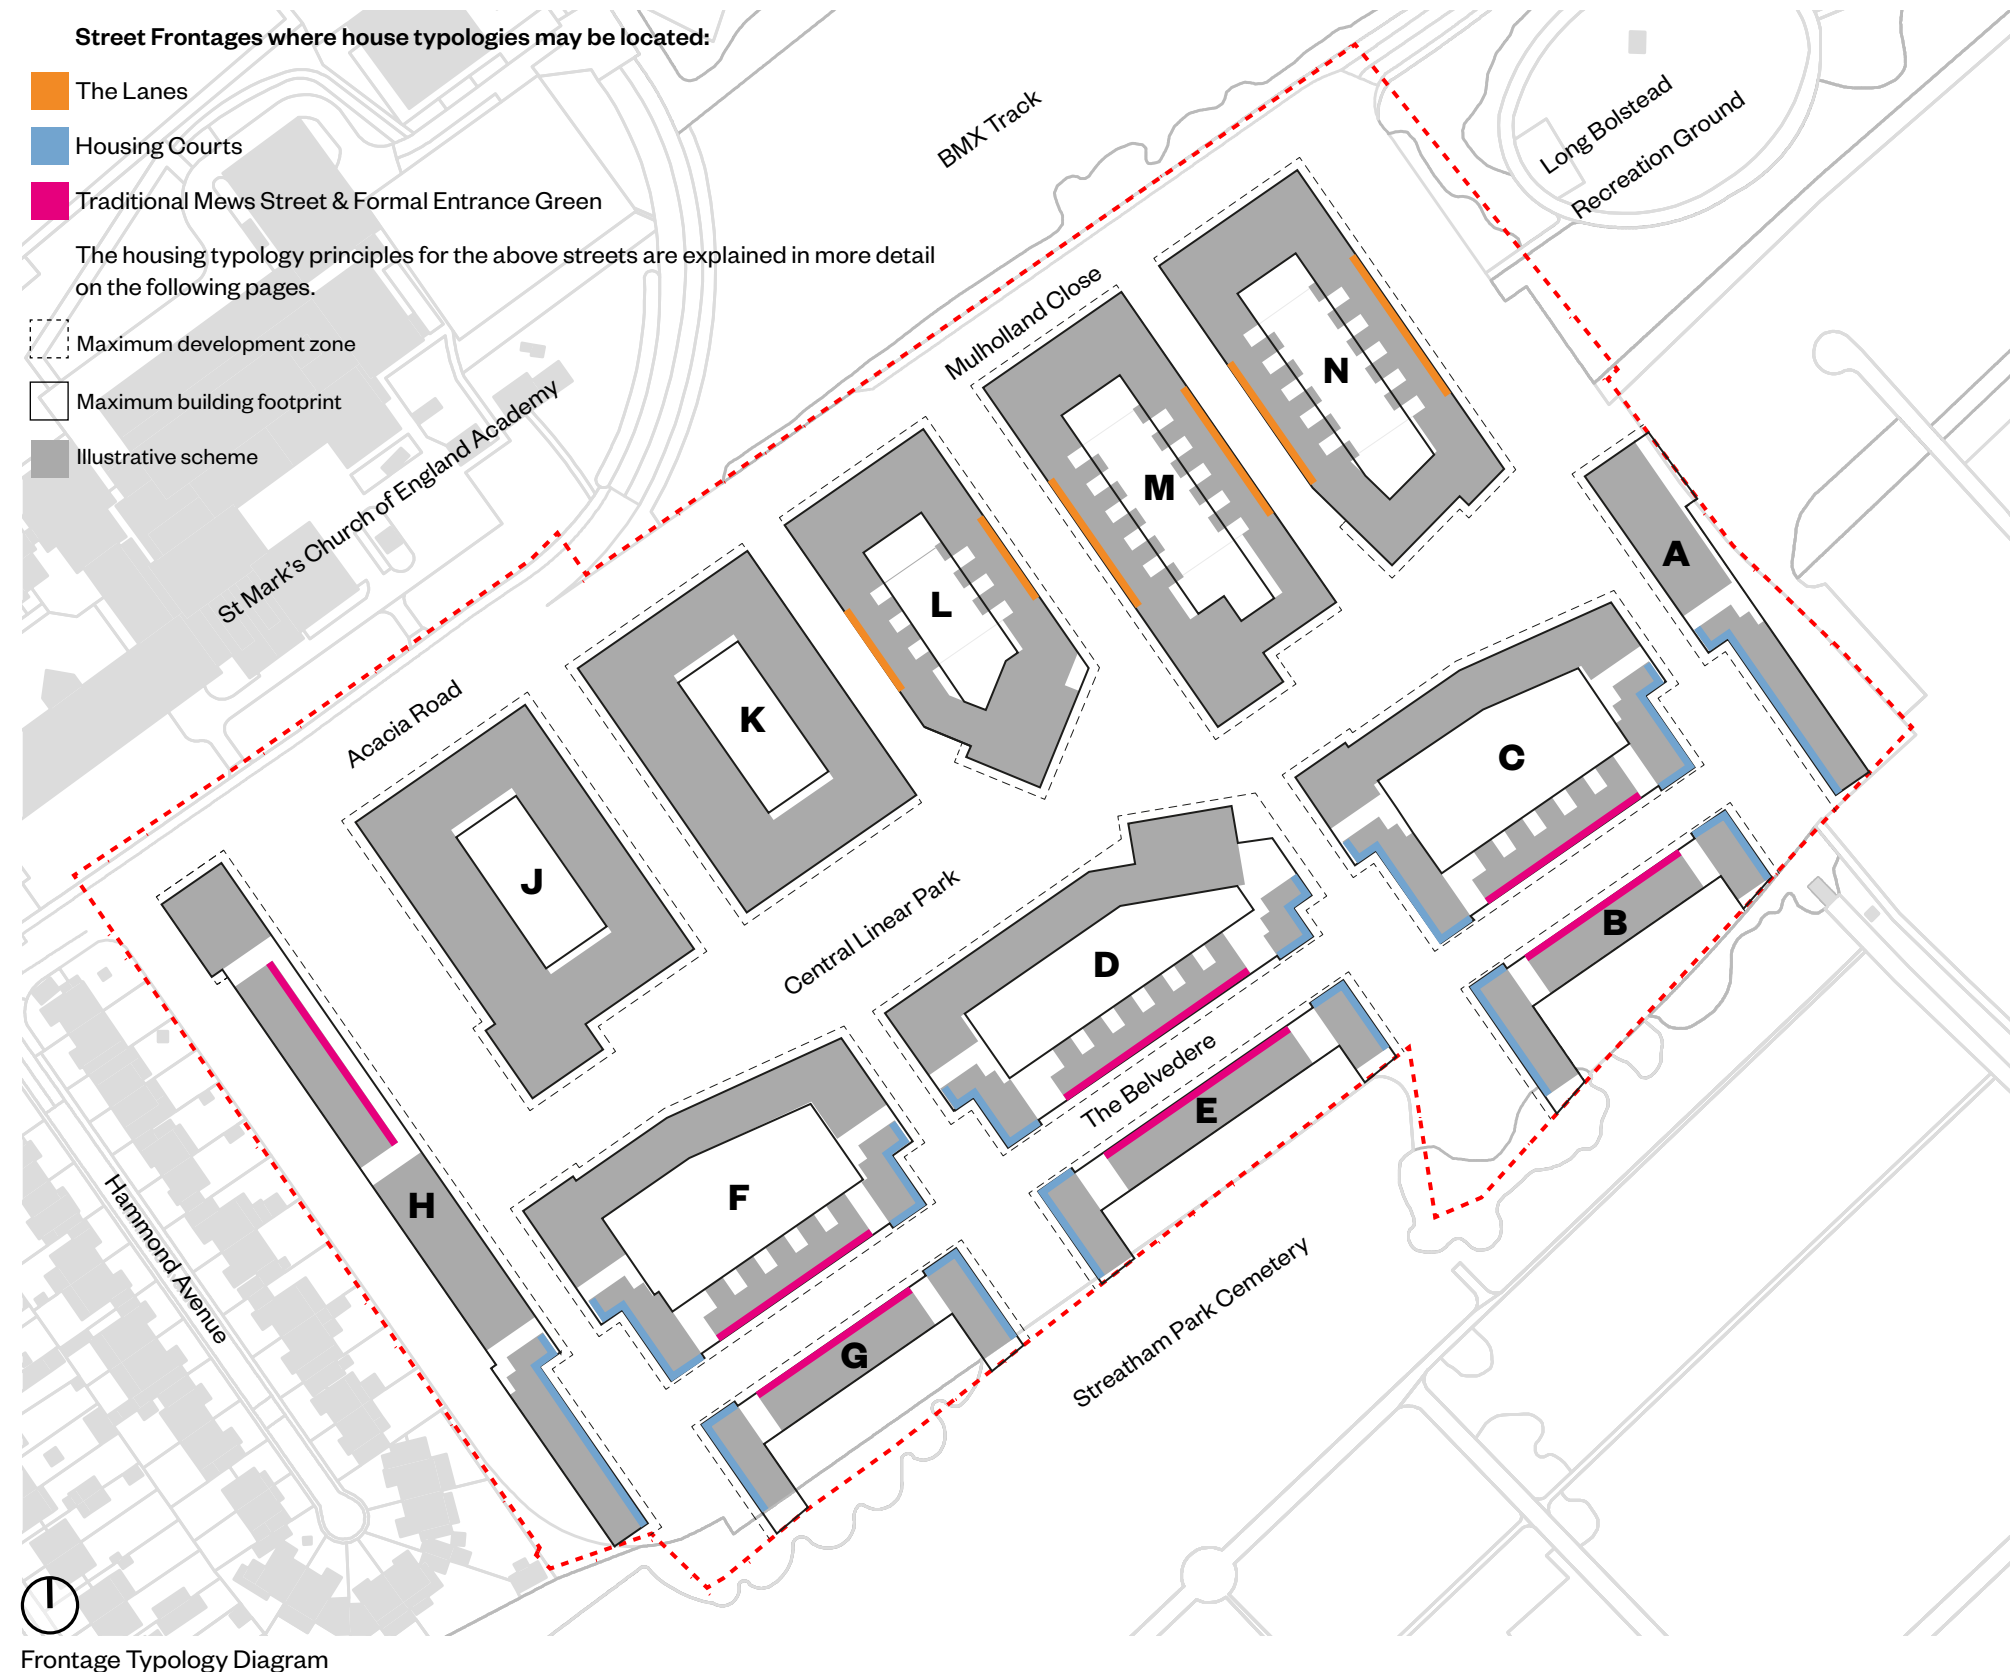 Street Frontages where house typologies may be located:
The Lanes
Housing Courts
Traditional Mews Street & Formal Entrance Green
The housing typology principles for the above streets are explained in more detail
on the following pages.
Maximum development zone
Maximum building footprint
Illustrative scheme
BMX Track
Long Bolstead
Recreation Ground
Mulholland Close
St Mark's Church of England Academy
Acacia Road
Central Linear Park
The Belvedere
Hammond Avenue
Streatham Park Cemetery
N
M
A
L
K
C
J
B
D
E
F
H
G
Frontage Typology Diagram